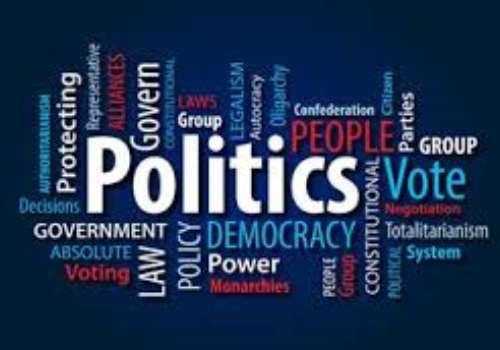 AUTHORITARIANISM
Protecting
Representative
ALLIANCES
Govern
CONSTITUTIONAL
LAWS
Group
LEGALISM
Autocracy
Oligarchy
Confederation
Citizen
Parties
PEOPLE
GROUP
Politics
Vote
Decisions
Negotiation
GOVERNMENT
LAW
POLICY
DEMOCRACY
CONSTITUTIONAL
Totalitarianism
ABSOLUTE
Power
POLITICAL
System
Voting
Monarchies
PEOPLE
Group